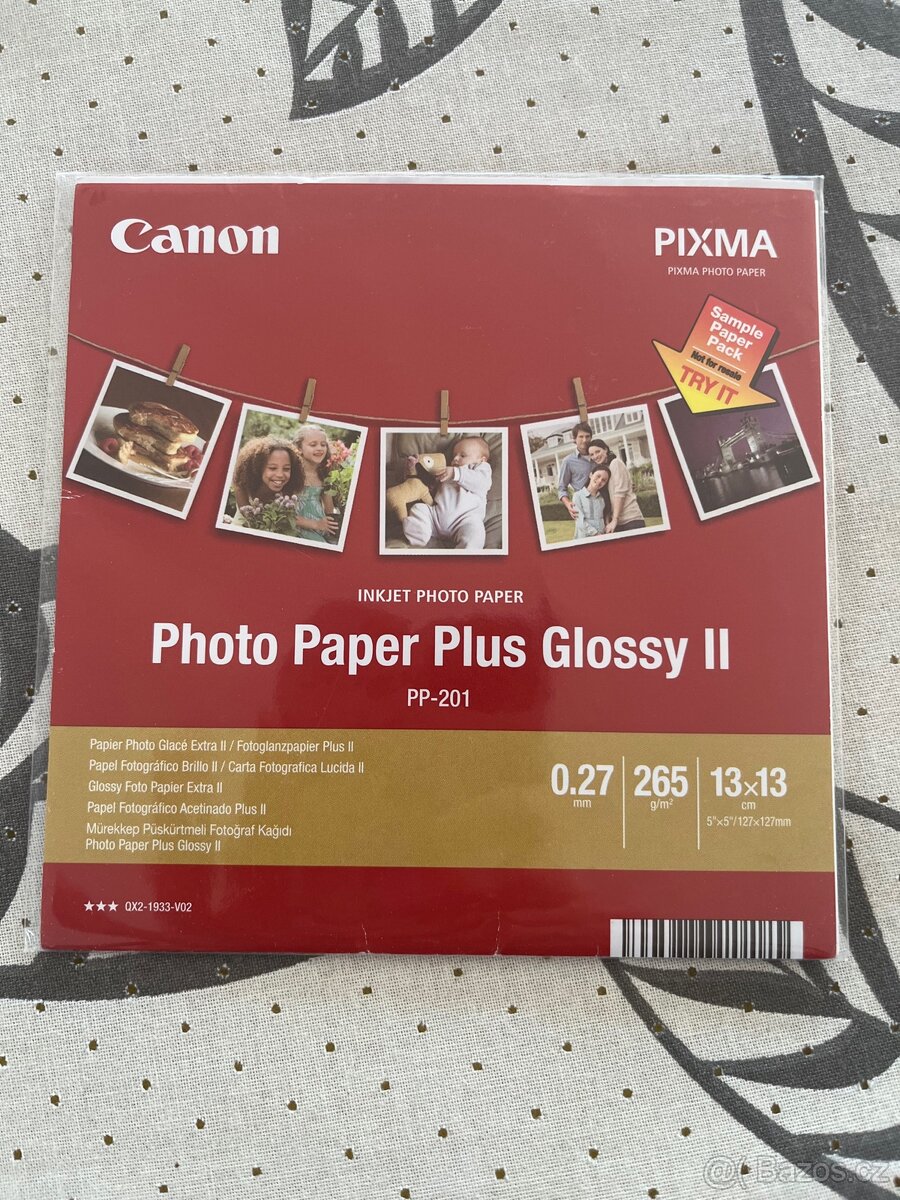 Canon
PIXMA
PIXMA PHOTO PAPER
Sample
Paper
Pack
Not for resale
TRY IT
INKJET PHOTO PAPER
Photo Paper Plus Glossy II
PP-201
Papier Photo Glacé Extra II / Fotoglanzpapier Plus II
Papel Fotográfico Brillo II / Carta Fotografica Lucida II
Glossy Foto Papier Extra II
Papel Fotográfico Acetinado Plus II
Mürekkep Püskürtmeli Fotoğraf Kağıdı
Photo Paper Plus Glossy II
0.27
mm
265
g/m²
13×13
cm
5"×5"/127×127mm
★★★ QX2-1933-V02
@ Bazos.cz